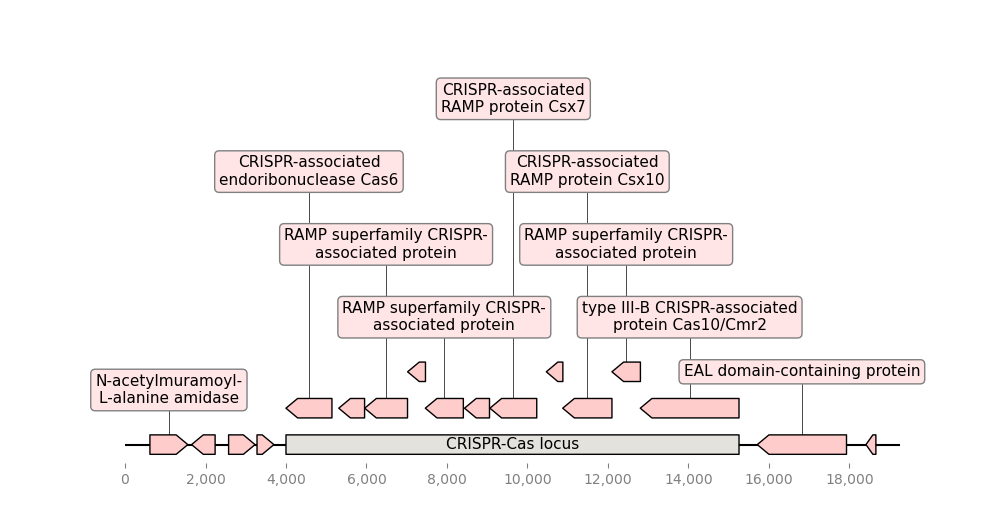 CRISPR-associated
RAMP protein Csx7
CRISPR-associated
endoribonuclease Cas6
CRISPR-associated
RAMP protein Csx10
RAMP superfamily CRISPR-
associated protein
RAMP superfamily CRISPR-
associated protein
RAMP superfamily CRISPR-
associated protein
type III-B CRISPR-associated
protein Cas10/Cmr2
N-acetylmuramoyl-
L-alanine amidase
EAL domain-containing protein
CRISPR-Cas locus
0 2,000 4,000 6,000 8,000 10,000 12,000 14,000 16,000 18,000